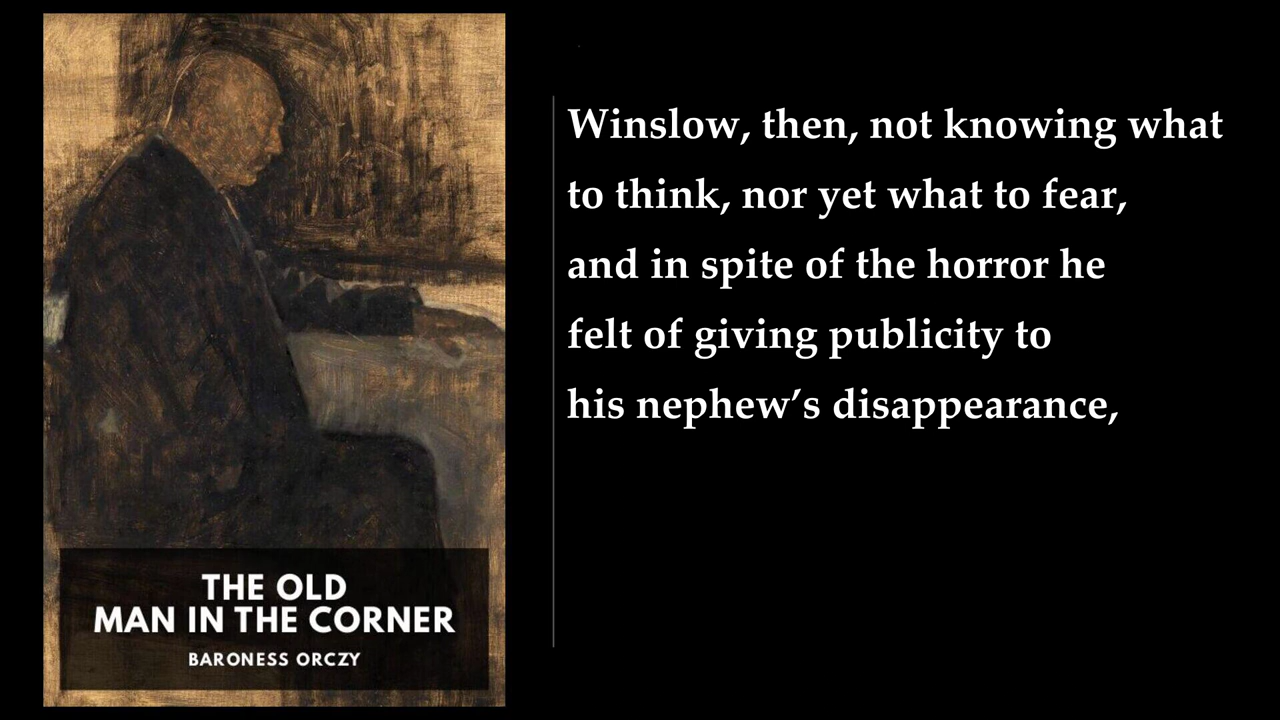 Winslow, then, not knowing what
to think, nor yet what to fear,
and in spite of the horror he
felt of giving publicity to
his nephew’s disappearance,
THE OLD
MAN IN THE CORNER
BARONESS ORCZY